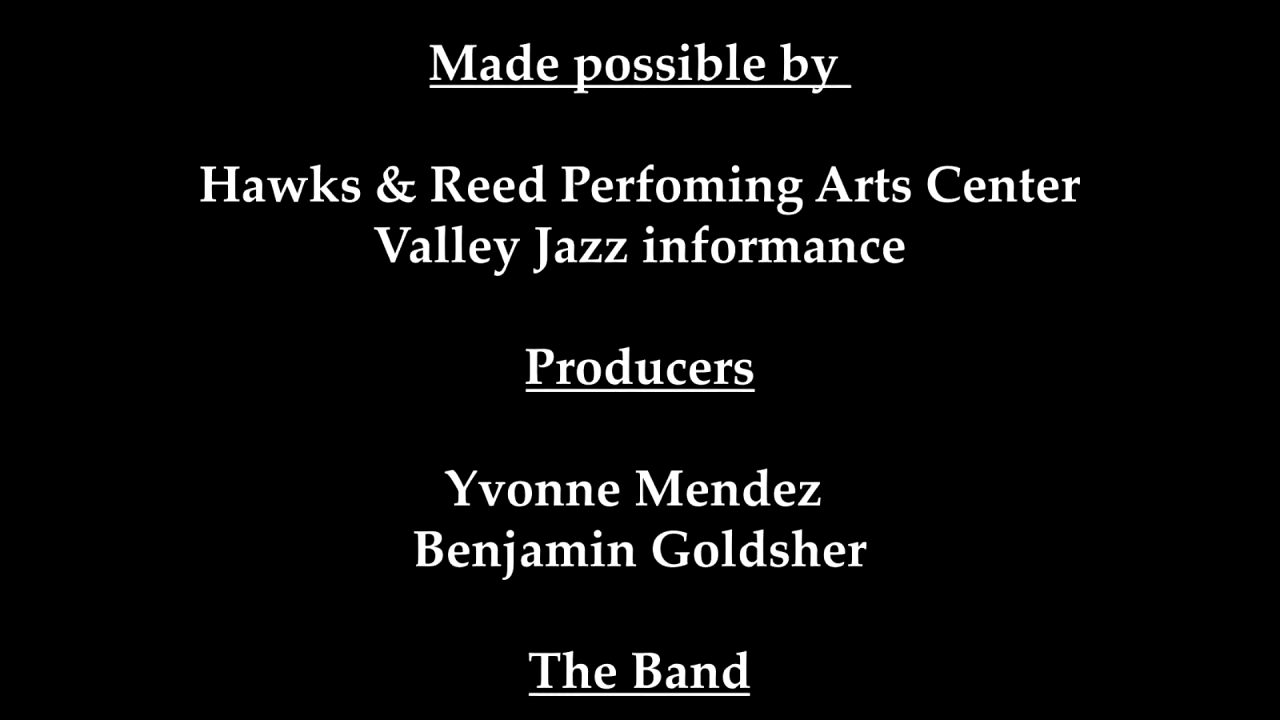 Made possible by
Hawks & Reed Perfoming Arts Center
Valley Jazz informance
Producers
Yvonne Mendez
Benjamin Goldsher
The Band